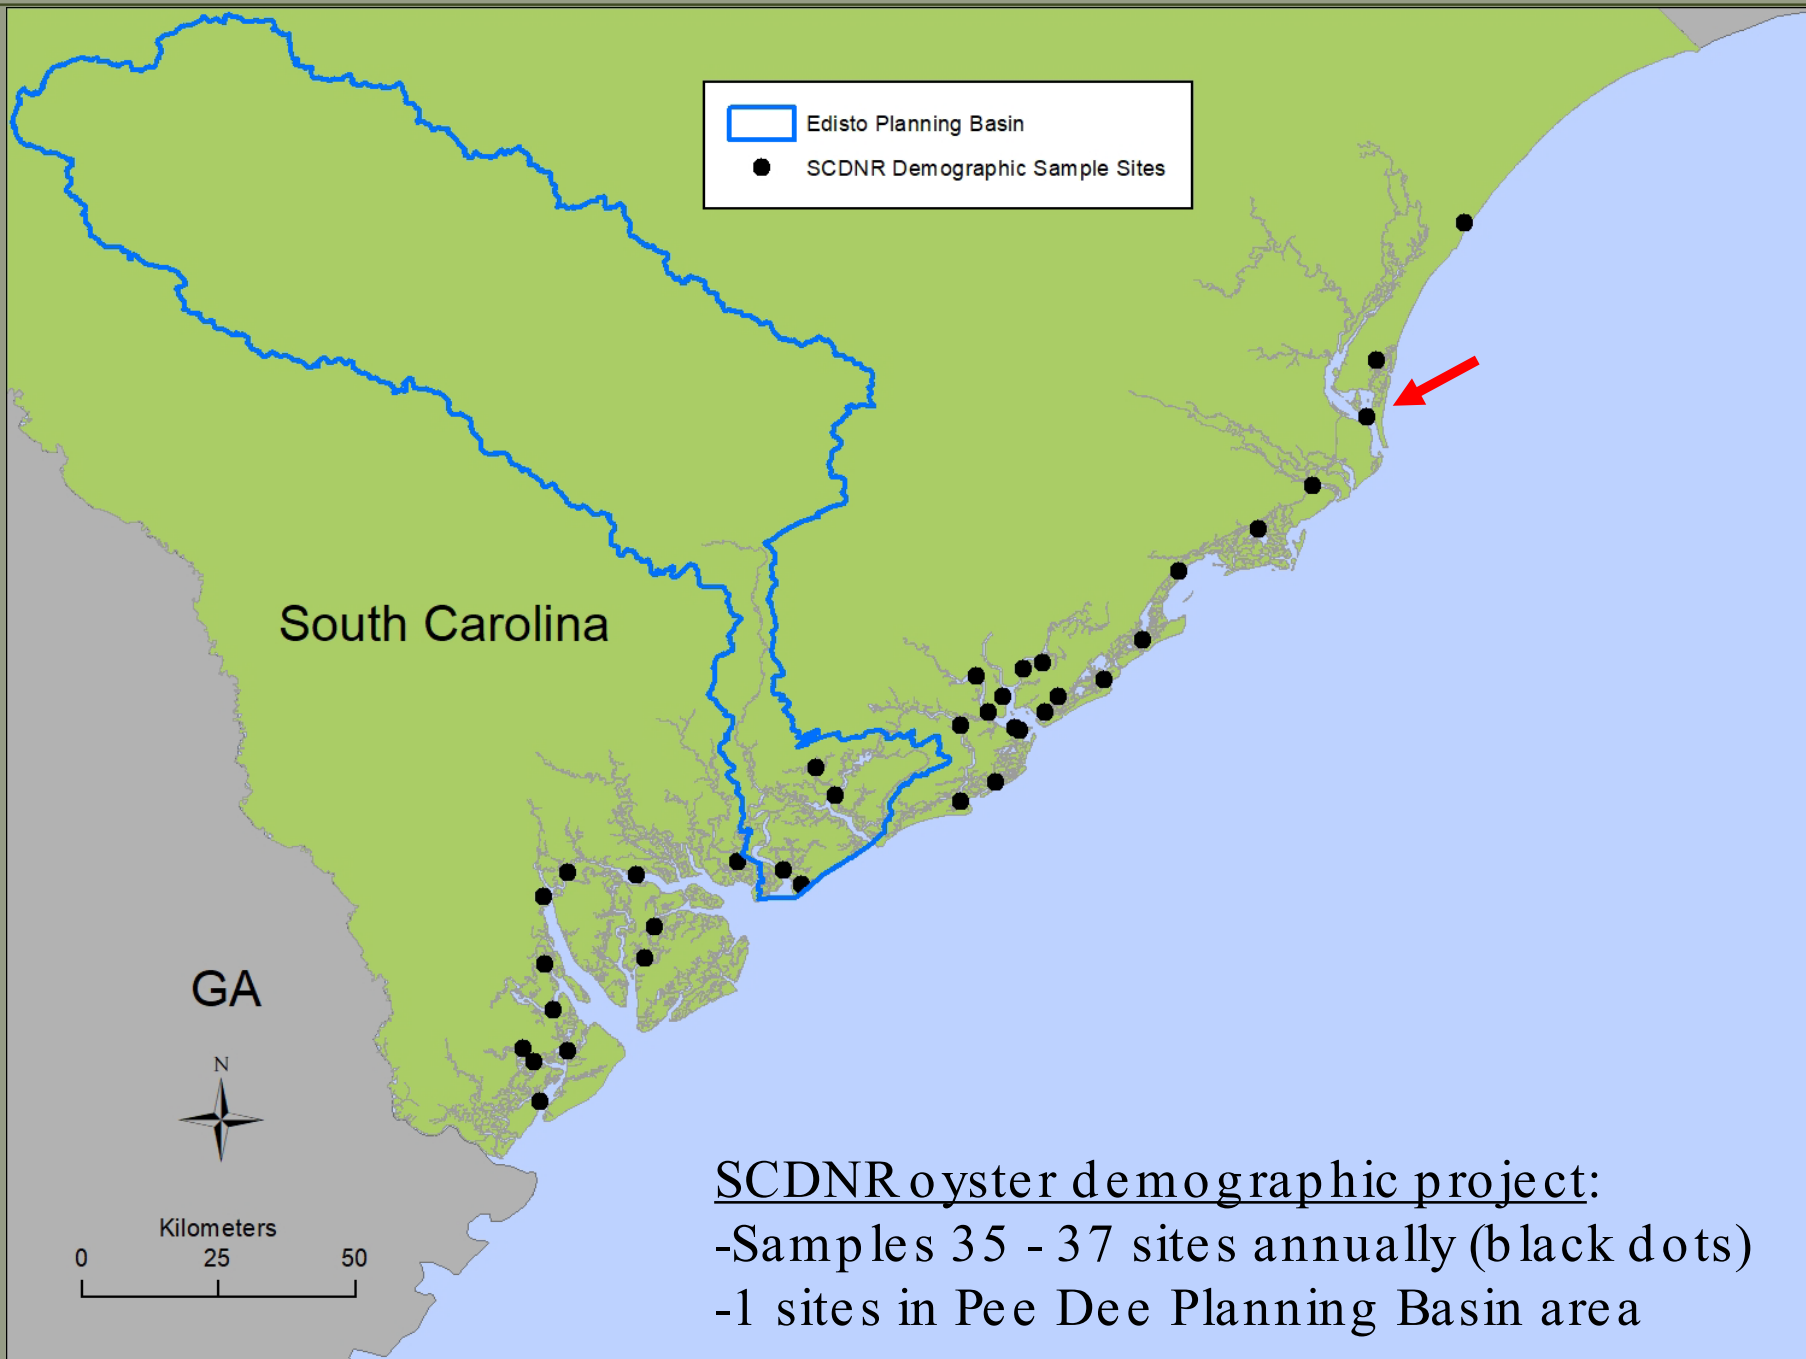 Edisto Planning Basin
SCDNR Demographic Sample Sites
South Carolina
GA
N
Kilometers
0 25 50
SCDNR oyster demographic project:
-Samples 35 - 37 sites annually (black dots)
-1 sites in Pee Dee Planning Basin area